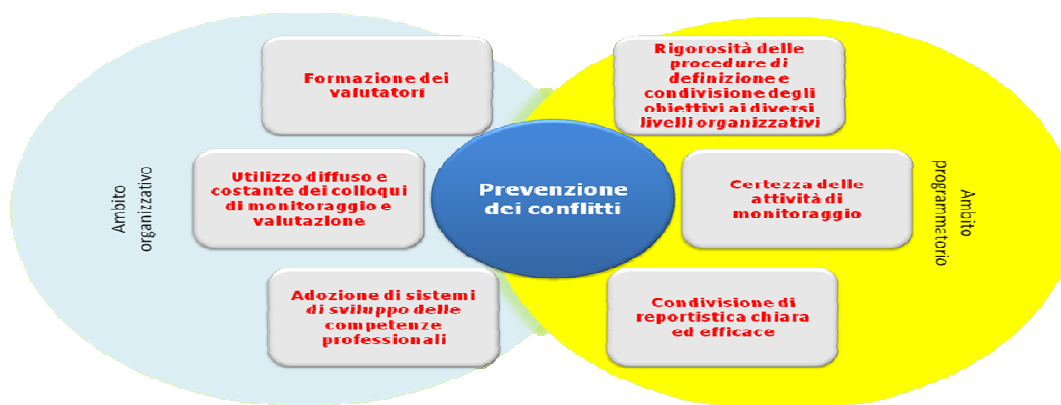 Formazione dei
valutatori
Rigorosità delle
procedure di
definizione e
condivisione degli
obiettivi ai diversi
livelli organizzativi
Ambito
organizzativo
Utilizzo diffuso e
costante dei colloqui
di monitoraggio e
valutazione
Prevenzione
dei conflitti
Certezza delle
attività di
monitoraggio
Ambito
programmatorio
Adozione di sistemi
di sviluppo delle
competenze
professionali
Condivisione di
reportistica chiara
ed efficace